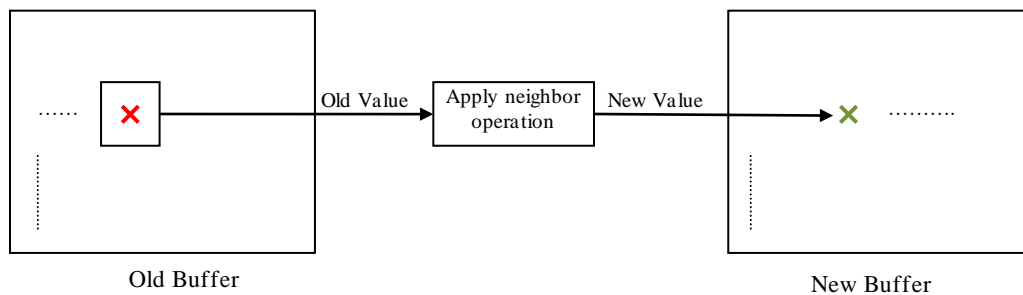 Old Value
Apply neighbor
operation
New Value
Old Buffer
New Buffer